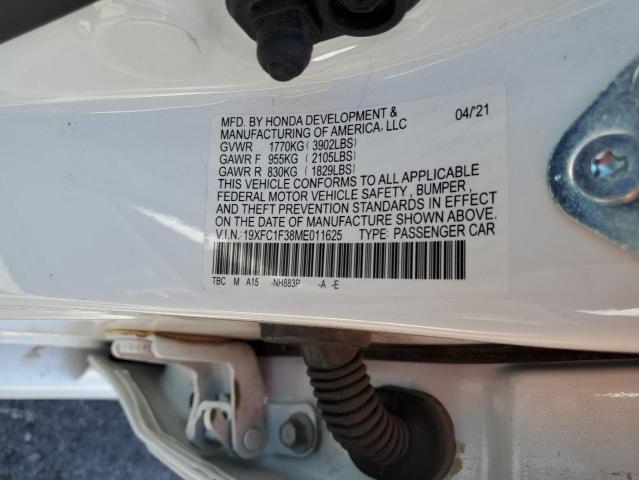 MFD. BY HONDA DEVELOPMENT & 04/'21
MANUFACTURING OF AMERICA, LLC
GVWR 1770KG (3902LBS)
GAWR F 955KG (2105LBS)
GAWR R 830KG (1829LBS)
THIS VEHICLE CONFORMS TO ALL APPLICABLE
FEDERAL MOTOR VEHICLE SAFETY , BUMPER ,
AND THEFT PREVENTION STANDARDS IN EFFECT
ON THE DATE OF MANUFACTURE SHOWN ABOVE.
V.I.N.:19XFC1F38ME011625 TYPE: PASSENGER CAR
TBC M A15 -NH883P -A -E